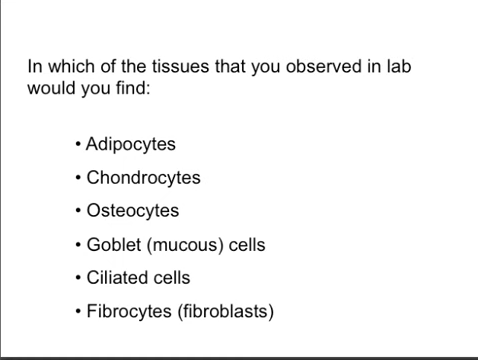 In which of the tissues that you observed in lab
would you find:
• Adipocytes
• Chondrocytes
• Osteocytes
• Goblet (mucous) cells
• Ciliated cells
• Fibrocytes (fibroblasts)